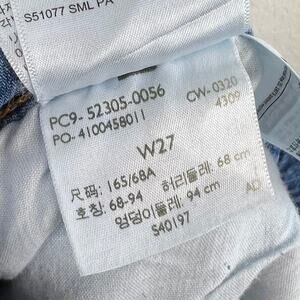 S51077 SML PA
PC9- 52305-0056 CW-0320
PO- 4100458011 4309
W27
尺码: 165/68A 허리둘레: 68 cm
호칭: 68-94 엉덩이둘레: 94 cm
S40197 AD